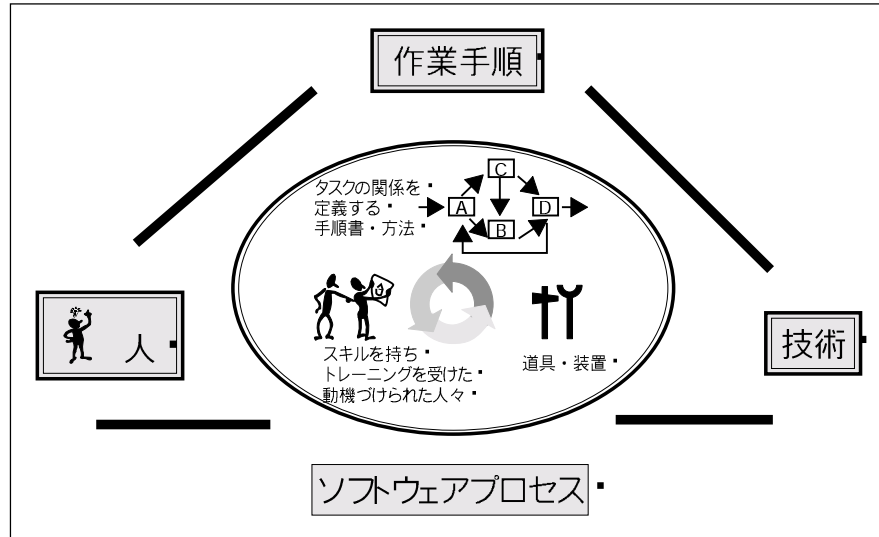 作業手順
タスクの関係を
定義する
手順書・方法
C
A
D
B
人
スキルを持ち
トレーニングを受けた
動機づけられた人々
道具・装置
技術
ソフトウェアプロセス